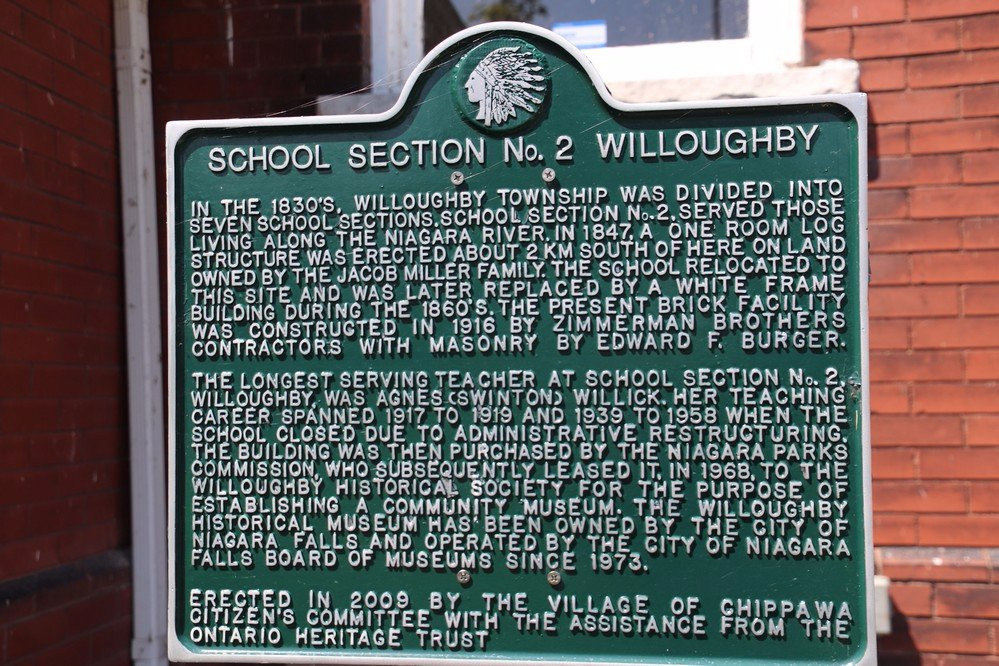 SCHOOL SECTION No. 2 WILLOUGHBY
IN THE 1830'S, WILLOUGHBY TOWNSHIP WAS DIVIDED INTO
SEVEN SCHOOL SECTIONS. SCHOOL SECTION No. 2, SERVED THOSE
LIVING ALONG THE NIAGARA RIVER. IN 1847, A ONE ROOM LOG
STRUCTURE WAS ERECTED ABOUT 2 KM SOUTH OF HERE ON LAND
OWNED BY THE JACOB MILLER FAMILY. THE SCHOOL RELOCATED TO
THIS SITE AND WAS LATER REPLACED BY A WHITE FRAME
BUILDING DURING THE 1860'S. THE PRESENT BRICK FACILITY
WAS CONSTRUCTED IN 1916 BY ZIMMERMAN BROTHERS
CONTRACTORS WITH MASONRY BY EDWARD F. BURGER.
THE LONGEST SERVING TEACHER AT SCHOOL SECTION No. 2,
WILLOUGHBY, WAS AGNES (SWINTON) WILLICK. HER TEACHING
CAREER SPANNED 1917 TO 1919 AND 1939 TO 1958 WHEN THE
SCHOOL CLOSED DUE TO ADMINISTRATIVE RESTRUCTURING.
THE BUILDING WAS THEN PURCHASED BY THE NIAGARA PARKS
COMMISSION, WHO SUBSEQUENTLY LEASED IT, IN 1968, TO THE
WILLOUGHBY HISTORICAL SOCIETY FOR THE PURPOSE OF
ESTABLISHING A COMMUNITY MUSEUM. THE WILLOUGHBY
HISTORICAL MUSEUM HAS BEEN OWNED BY THE CITY OF
NIAGARA FALLS AND OPERATED BY THE CITY OF NIAGARA
FALLS BOARD OF MUSEUMS SINCE 1973.
ERECTED IN 2009 BY THE VILLAGE OF CHIPPAWA
CITIZEN'S COMMITTEE WITH THE ASSISTANCE FROM THE
ONTARIO HERITAGE TRUST